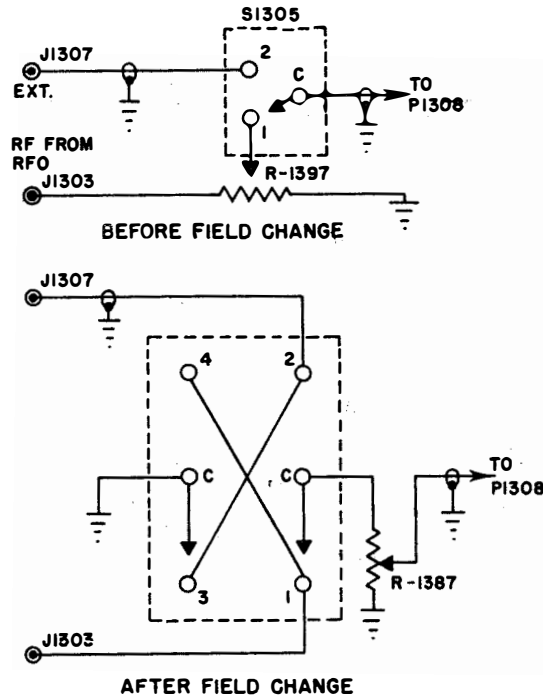 S1305
J1307
2
C
TO
P1308
EXT.
1
RF FROM
RFO
R-1397
J1303
BEFORE FIELD CHANGE
J1307
4
2
C
C
TO
P1308
3
1
R-1387
J1303
AFTER FIELD CHANGE